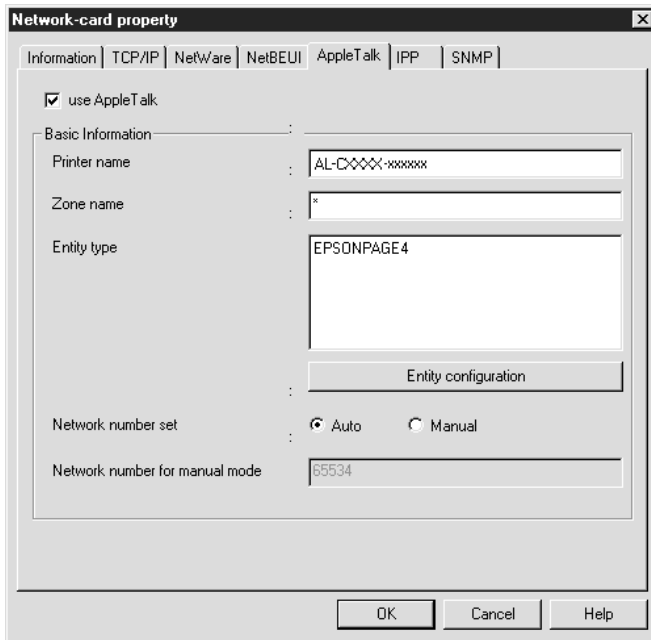 Network-card property
Information TCP/IP NetWare NetBEUI AppleTalk IPP SNMP
use AppleTalk
Basic Information :
Printer name : AL-CXXXX-xxxxxx
Zone name : *
Entity type EPSONPAGE4
Entity configuration
:
Network number set : Auto Manual
Network number for manual mode 65534
OK Cancel Help